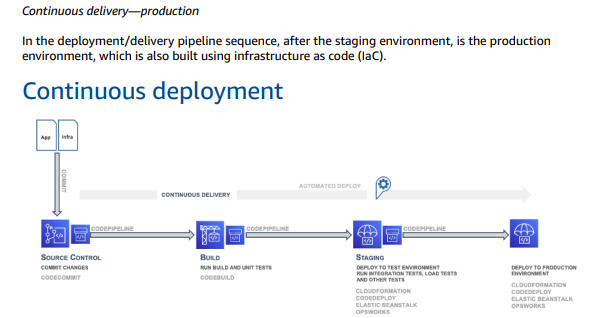 Continuous delivery—production
In the deployment/delivery pipeline sequence, after the staging environment, is the production
environment, which is also built using infrastructure as code (IaC).
Continuous deployment
App Infra
COMMIT
AUTOMATED DEPLOY
CONTINUOUS DELIVERY
CODEPIPELINE CODEPIPELINE CODEPIPELINE
SOURCE CONTROL
COMMIT CHANGES
CODECOMMIT
BUILD
RUN BUILD AND UNIT TESTS
CODEBUILD
STAGING
DEPLOY TO TEST ENVIRONMENT
RUN INTEGRATION TESTS, LOAD TESTS
AND OTHER TESTS
CLOUDFORMATION
CODEDEPLOY
ELASTIC BEANSTALK
OPSWORKS
DEPLOY TO PRODUCTION
ENVIRONMENT
CLOUDFORMATION
CODEDEPLOY
ELASTIC BEANSTALK
OPSWORKS